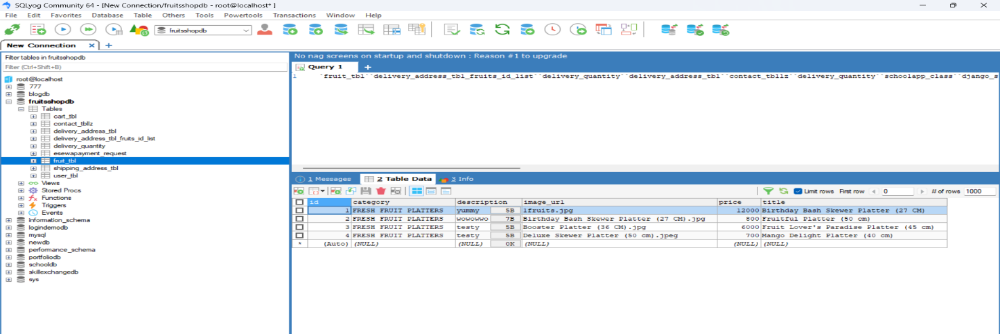 SQLyog Community 64 - [New Connection/fruitsshopdb - root@localhost* ]
File Edit Favorites Database Table Others Tools Powertools Transactions Window Help
fruitsshopdb
New Connection × +
Filter tables in fruitsshopdb
Filter (Ctrl+Shift+B)
root@localhost
777
blogdb
fruitsshopdb
Tables
cart_tbl
contact_tbllz
delivery_address_tbl
delivery_address_tbl_fruits_id_list
delivery_quantity
esewapayment_request
fruit_tbl
shipping_address_tbl
user_tbl
Views
Stored Procs
Functions
Triggers
Events
infomation_schema
logindemodb
mysql
newdb
performance_schema
portfoliodb
schooldb
skillexchangedb
sys
No nag screens on startup and shutdown : Reason #1 to upgrade
Query 1 +
1 `fruit_tbl``delivery_address_tbl_fruits_id_list``delivery_quantity``delivery_address_tbl``contact_tbllz``delivery_quantity``schoolapp_class``django_s
1 Messages 2 Table Data 3 Info
Limit rows First row 0 # of rows 1000
id category description image_url price title
1 FRESH FRUIT PLATTERS yummy 5B 1fruits.jpg 12000 Birthday Bash Skewer Platter (27 CM)
2 FRESH FRUIT PLATTERS wowowwo 7B Birthday Bash Skewer Platter (27 CM).jpg 800 Fruitful Platter (50 cm)
3 FRESH FRUIT PLATTERS testy 5B Booster Platter (36 CM).jpg 6000 Fruit Lover's Paradise Platter (45 cm)
4 FRESH FRUIT PLATTERS testy 5B Deluxe Skewer Platter (50 cm).jpeg 700 Mango Delight Platter (40 cm)
* (Auto) (NULL) (NULL) 0K (NULL) (NULL) (NULL)